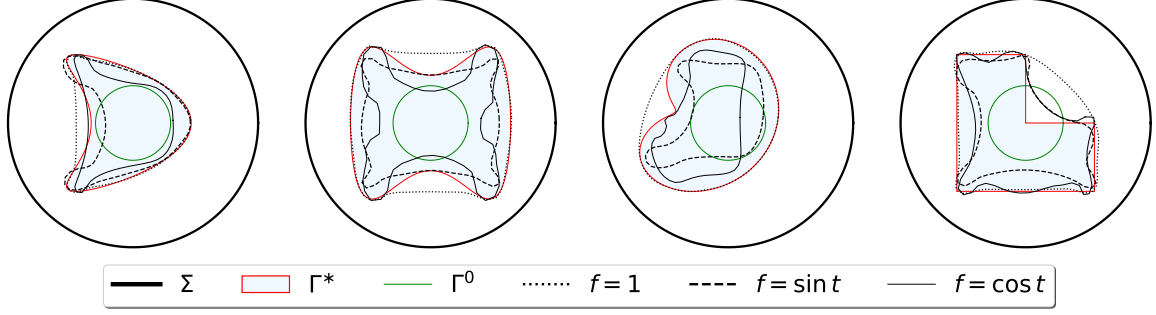 Σ Γ* Γ⁰ f = 1 f = sin t f = cos t